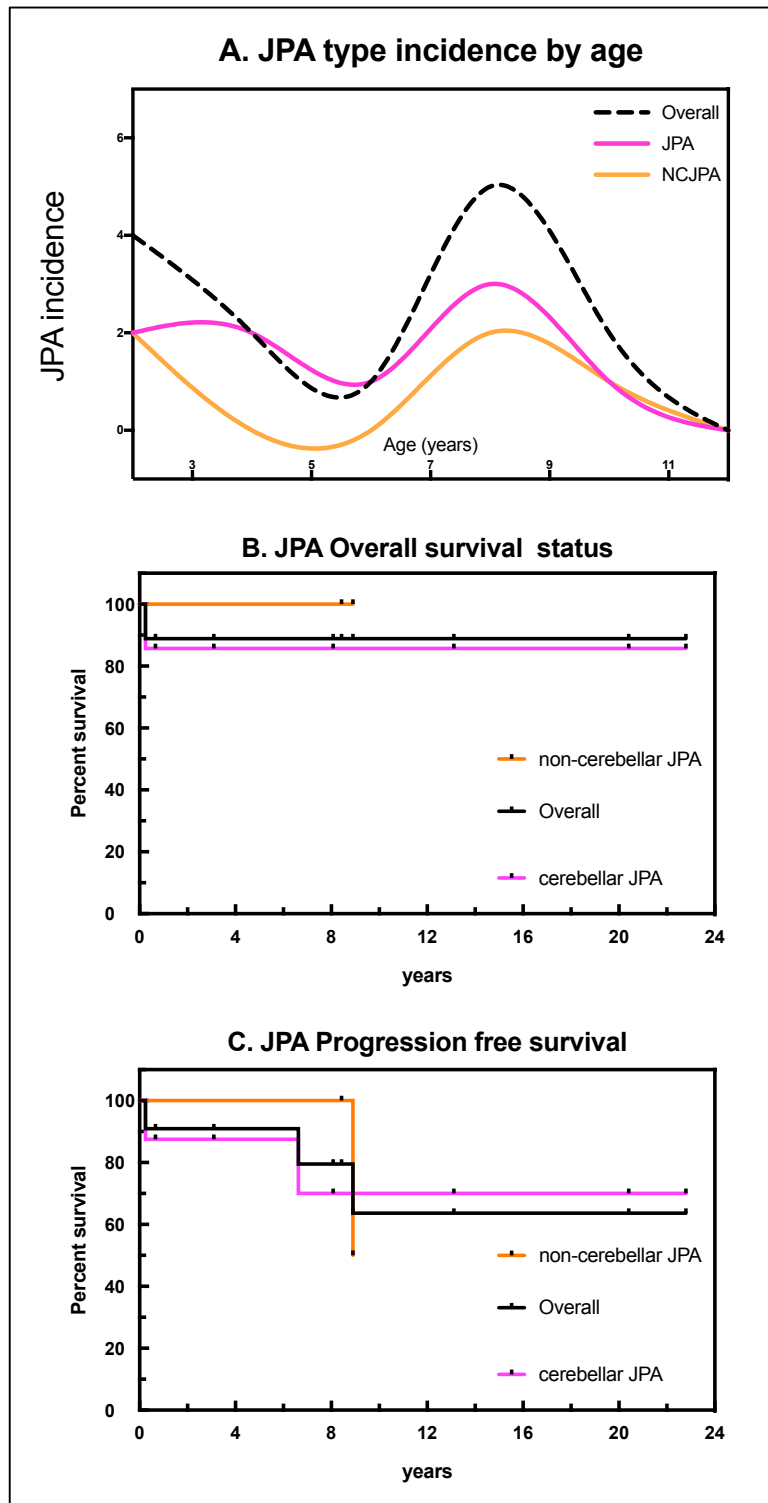 A. JPA type incidence by age
Overall
JPA
NCJPA
JPA incidence
6
4
2
0
Age (years)
3 5 7 9 11
B. JPA Overall survival status
Percent survival
100
80
60
40
20
0
non-cerebellar JPA
Overall
cerebellar JPA
0 4 8 12 16 20 24
years
C. JPA Progression free survival
Percent survival
100
80
60
40
20
0
non-cerebellar JPA
Overall
cerebellar JPA
0 4 8 12 16 20 24
years